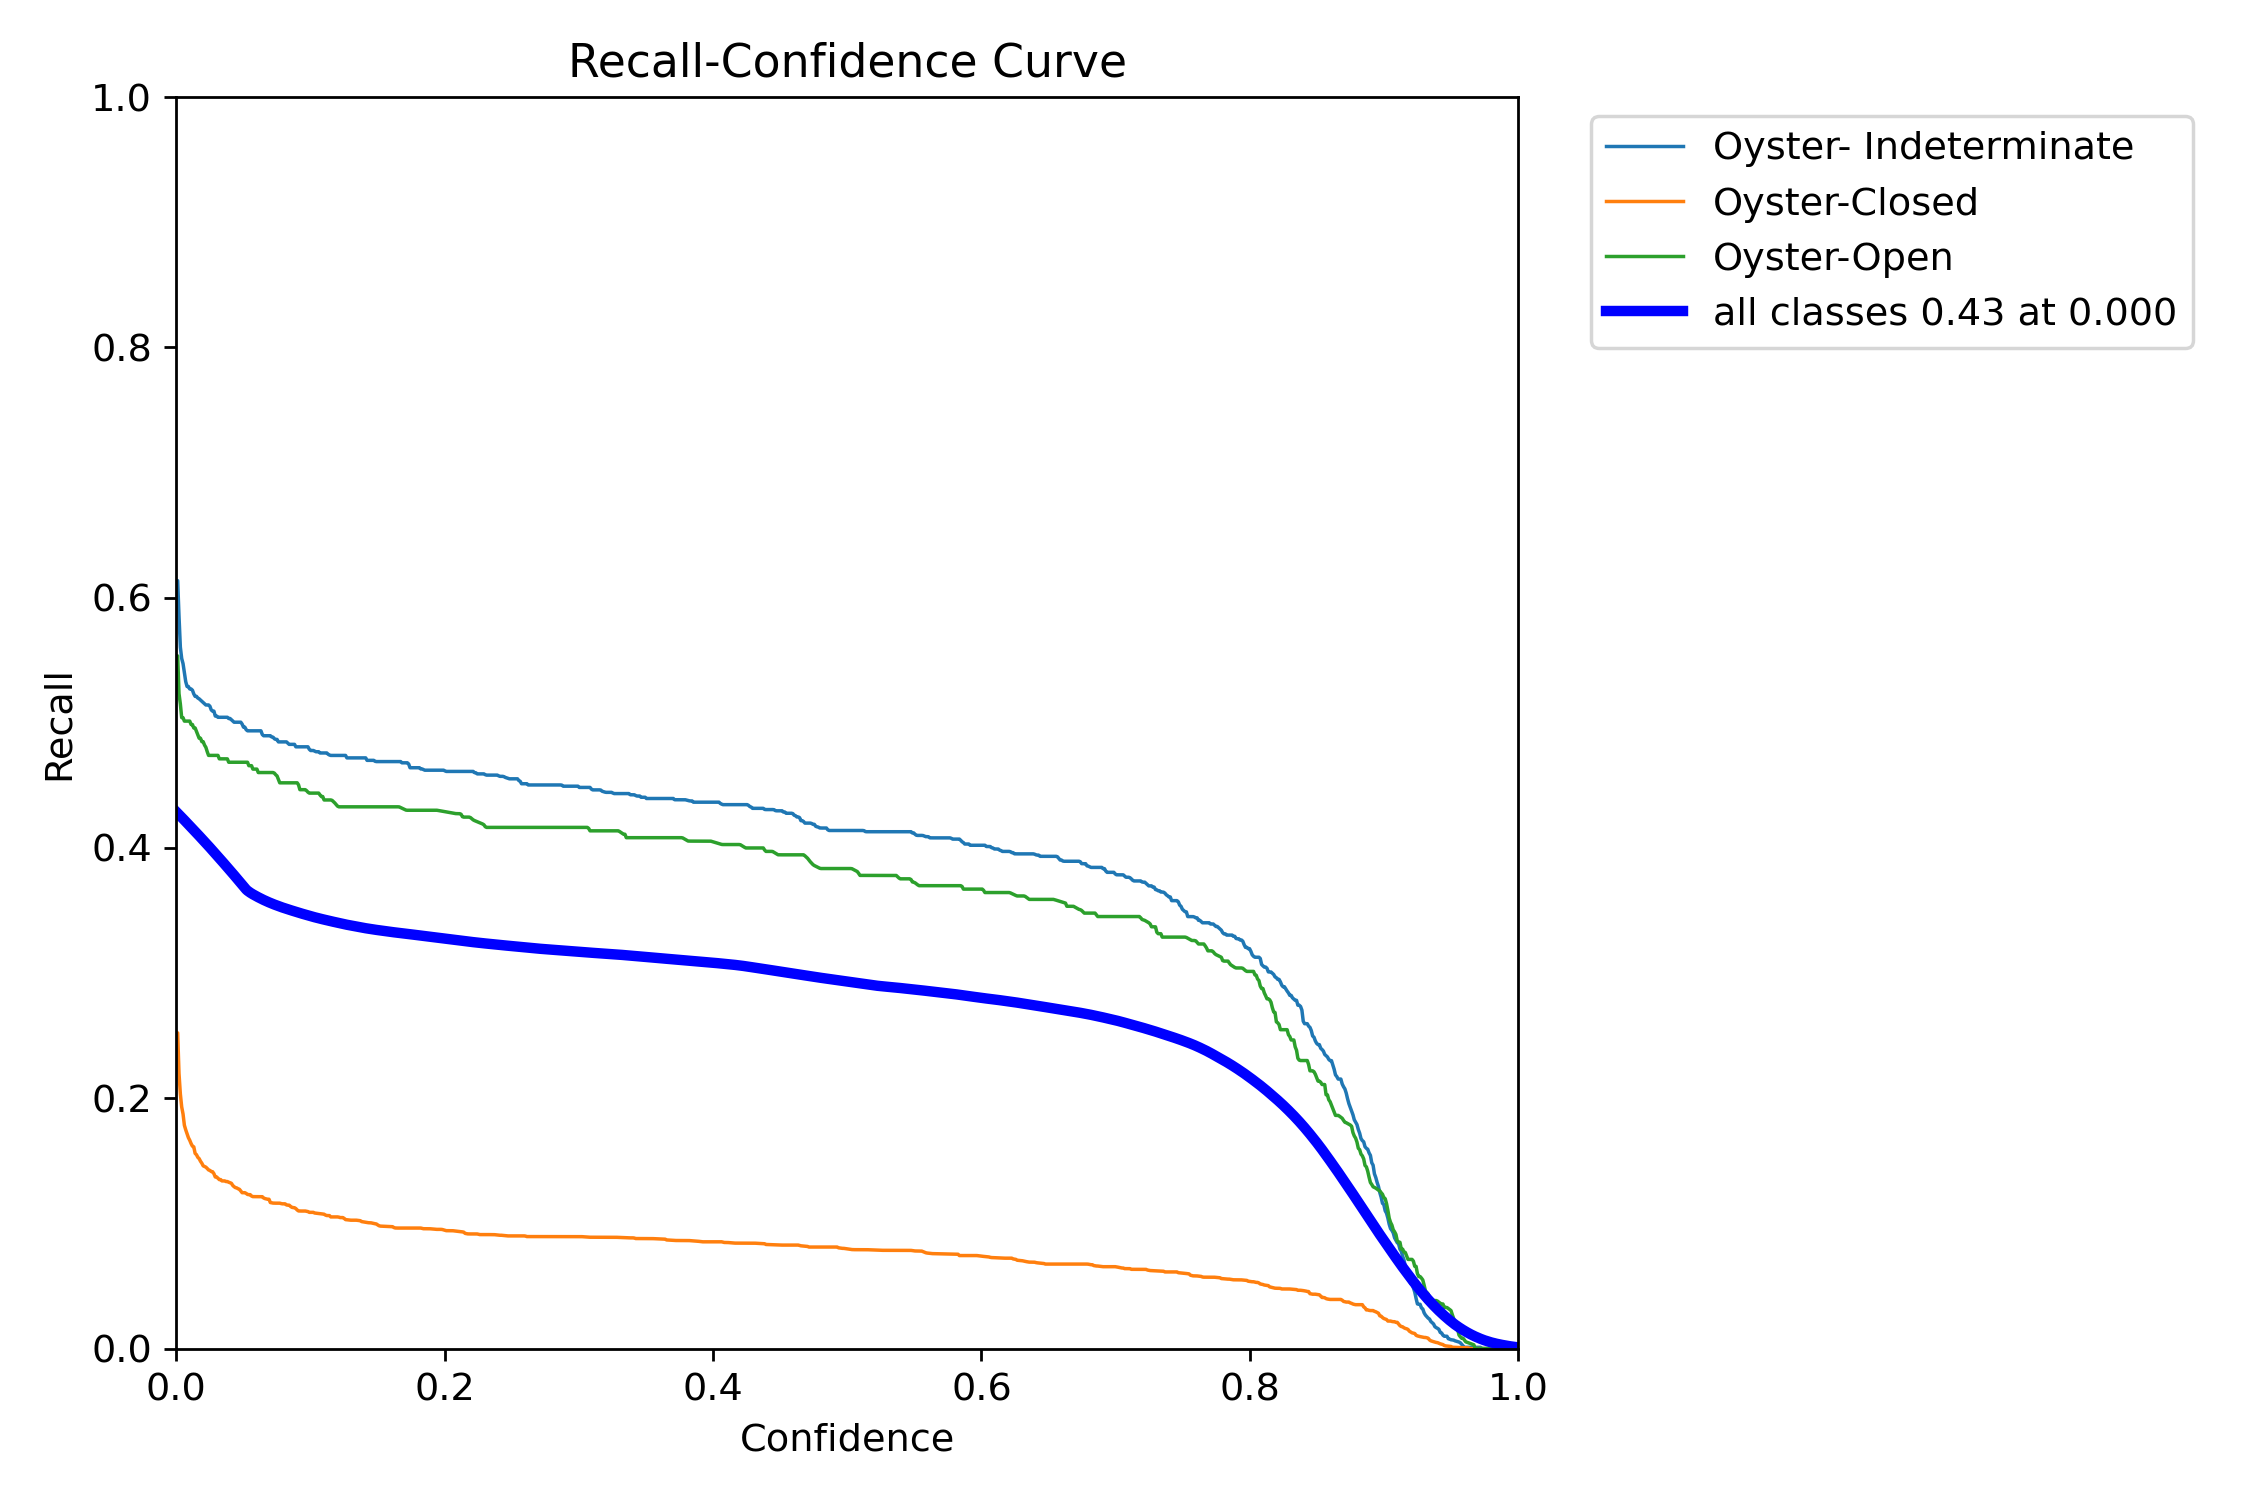 Recall-Confidence Curve
1.0
0.8
0.6
0.4
0.2
0.0
Recall
0.0 0.2 0.4 0.6 0.8 1.0
Confidence
Oyster- Indeterminate
Oyster-Closed
Oyster-Open
all classes 0.43 at 0.000